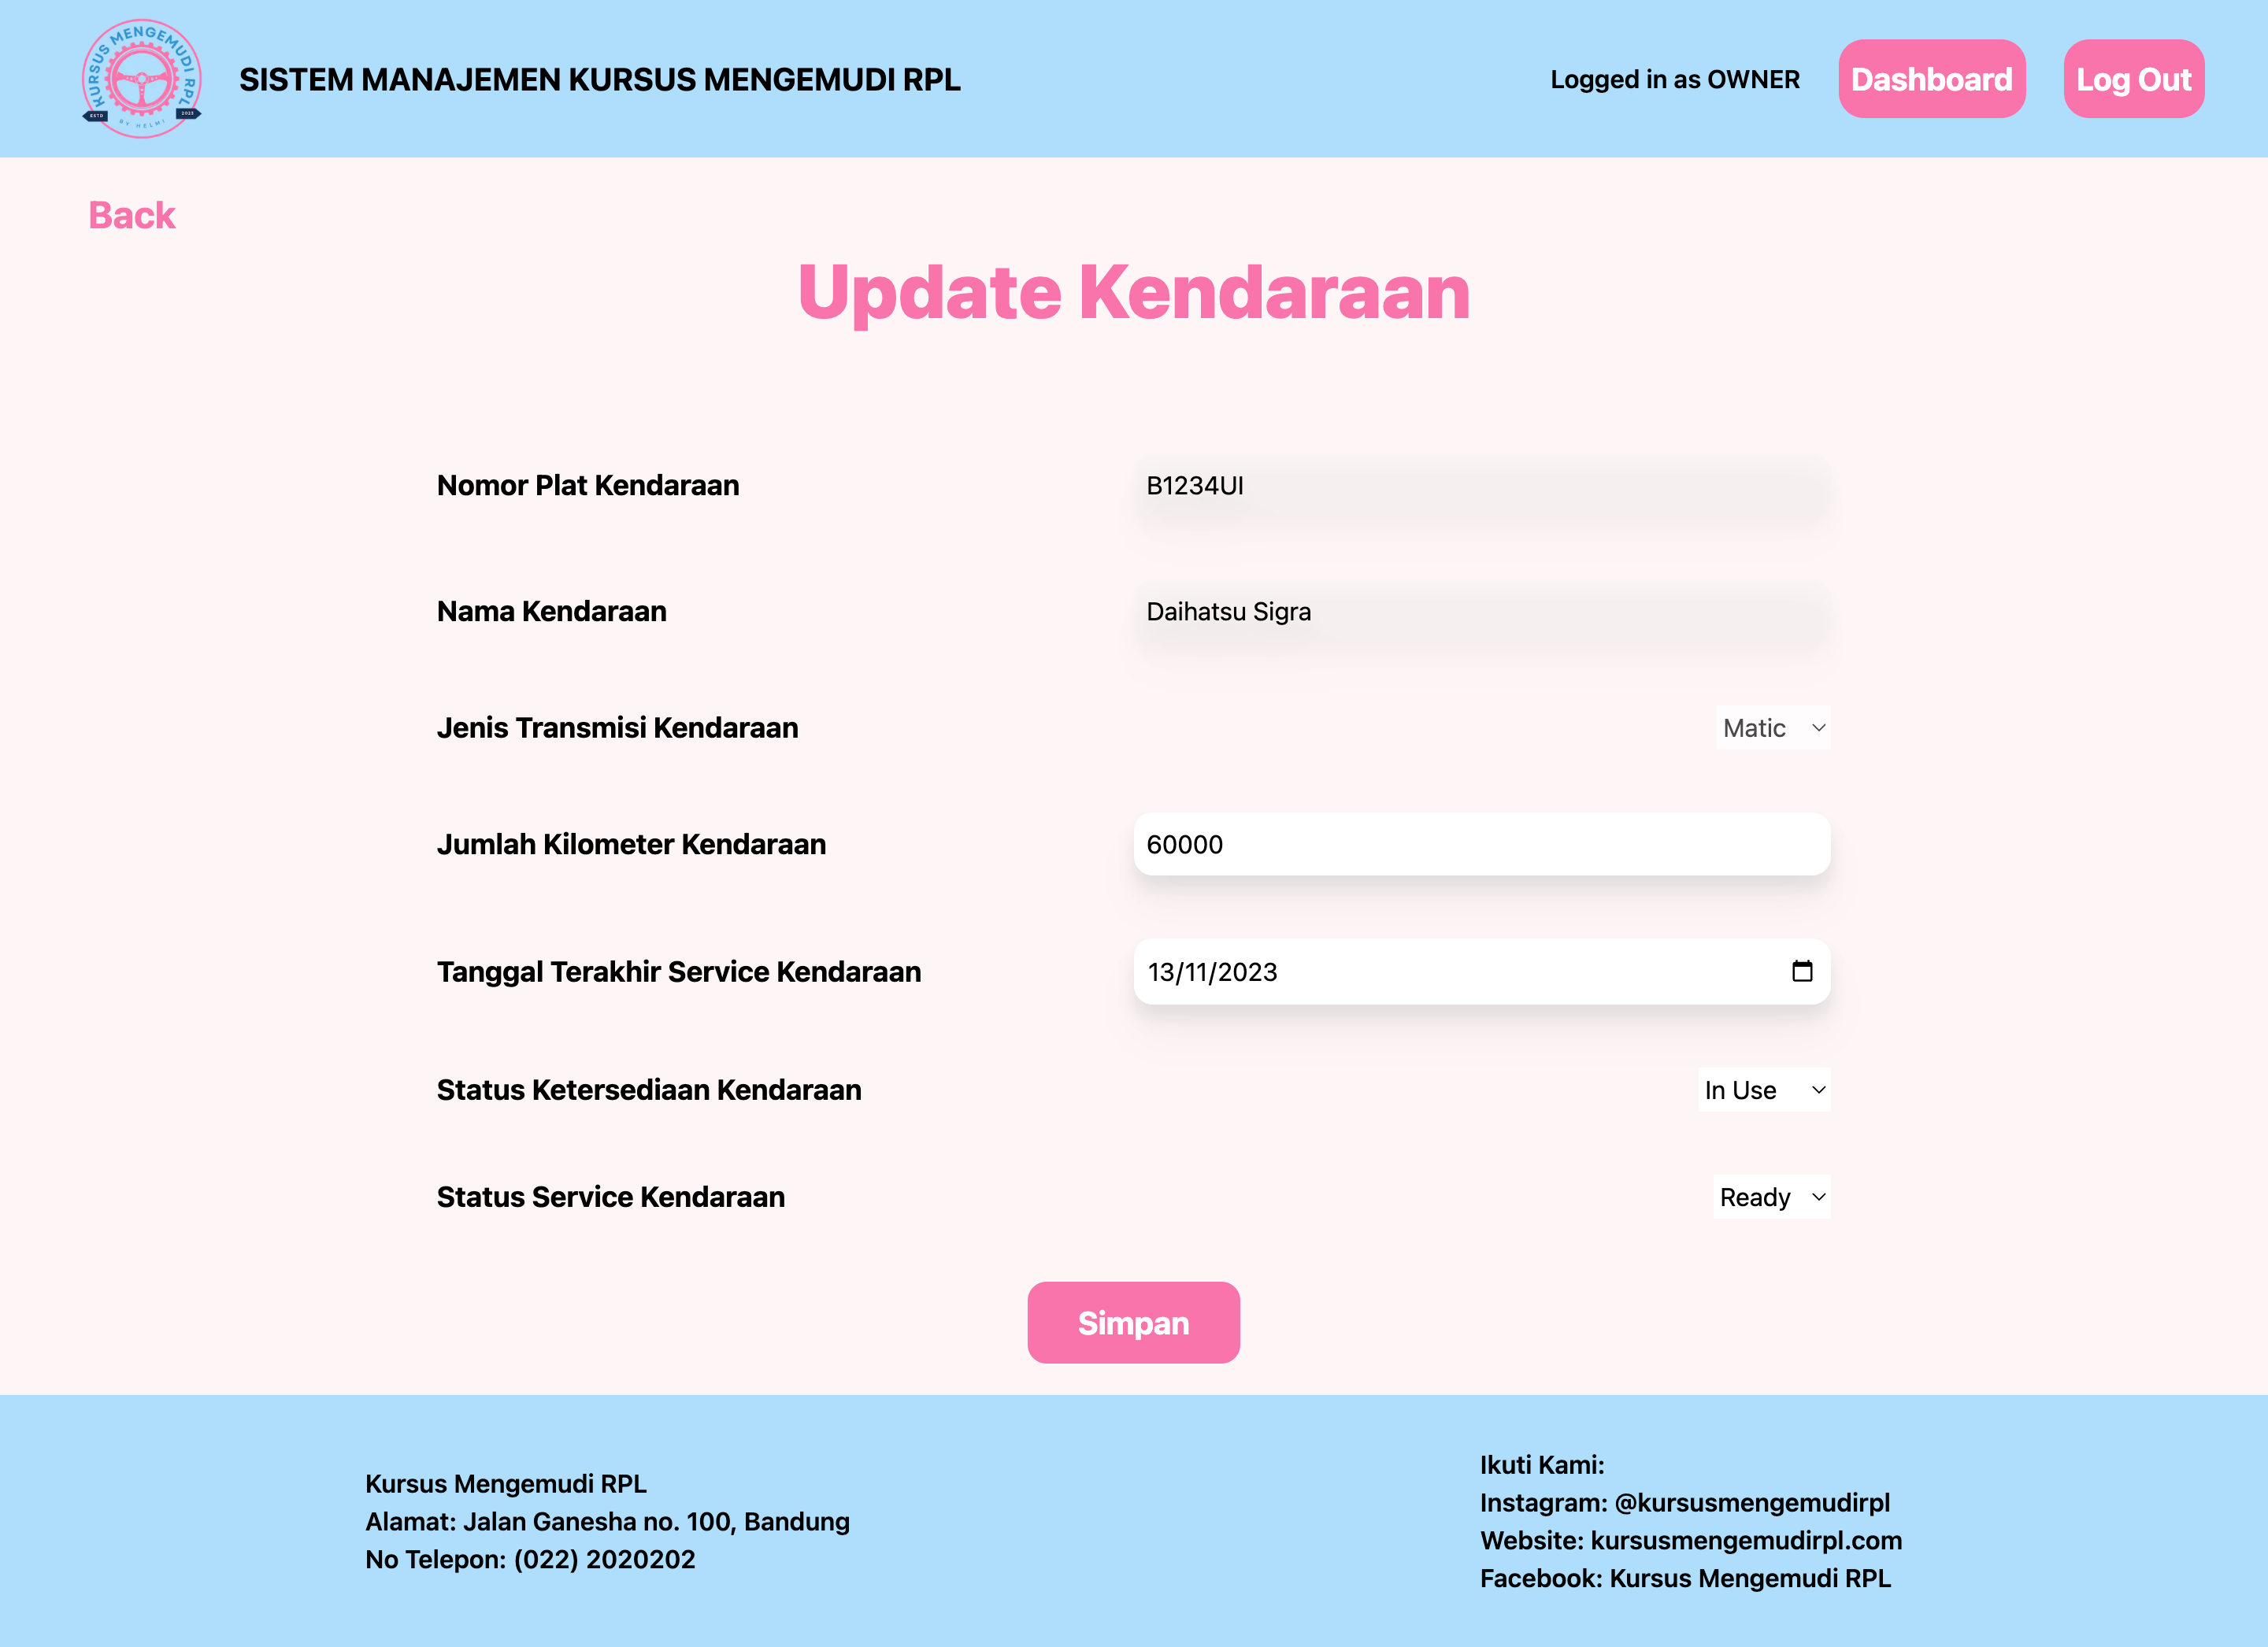 KURSUS MENGEMUDI RPL
ESTD
2023
BY HELMI
SISTEM MANAJEMEN KURSUS MENGEMUDI RPL
Logged in as OWNER
Dashboard
Log Out
Back
Update Kendaraan
Nomor Plat Kendaraan
B1234UI
Nama Kendaraan
Daihatsu Sigra
Jenis Transmisi Kendaraan
Matic
Jumlah Kilometer Kendaraan
60000
Tanggal Terakhir Service Kendaraan
13/11/2023
Status Ketersediaan Kendaraan
In Use
Status Service Kendaraan
Ready
Simpan
Kursus Mengemudi RPL
Alamat: Jalan Ganesha no. 100, Bandung
No Telepon: (022) 2020202
Ikuti Kami:
Instagram: @kursusmengemudirpl
Website: kursusmengemudirpl.com
Facebook: Kursus Mengemudi RPL